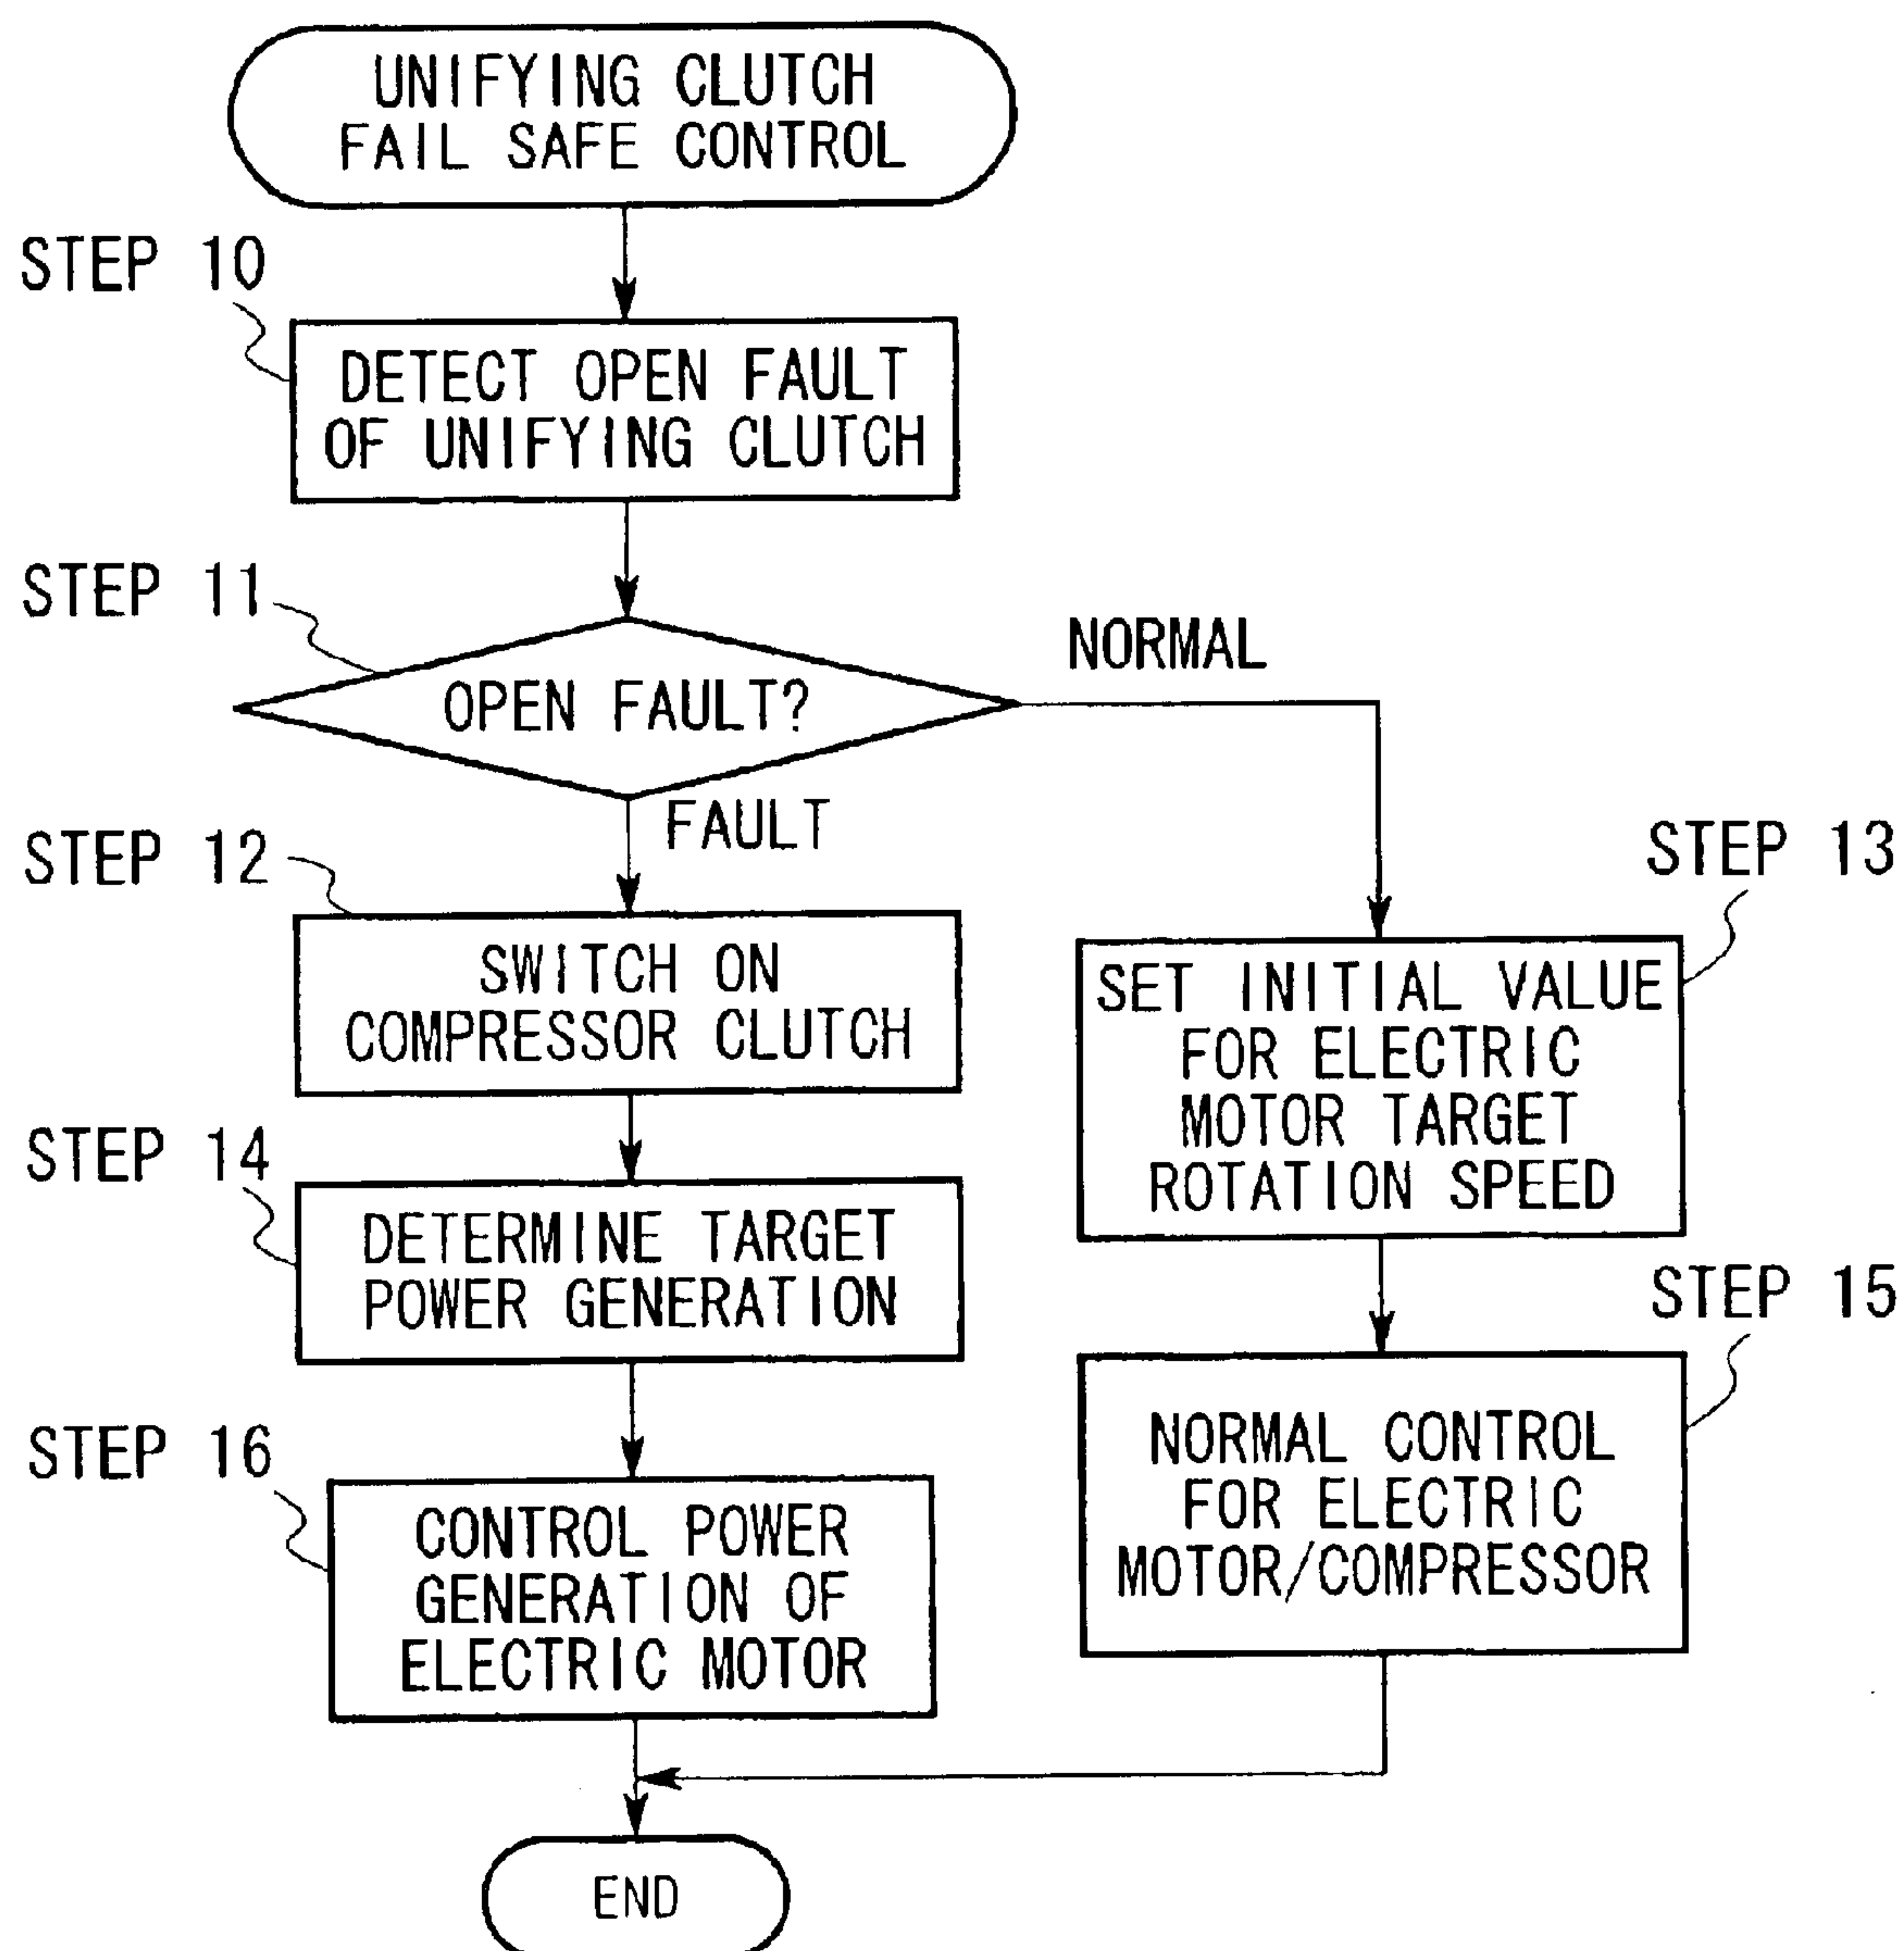 UNIFYING CLUTCH
FAIL SAFE CONTROL
STEP 10
DETECT OPEN FAULT
OF UNIFYING CLUTCH
STEP 11
OPEN FAULT?
NORMAL
FAULT
STEP 12
SWITCH ON
COMPRESSOR CLUTCH
STEP 13
SET INITIAL VALUE
FOR ELECTRIC
MOTOR TARGET
ROTATION SPEED
STEP 14
DETERMINE TARGET
POWER GENERATION
STEP 15
NORMAL CONTROL
FOR ELECTRIC
MOTOR/COMPRESSOR
STEP 16
CONTROL POWER
GENERATION OF
ELECTRIC MOTOR
END